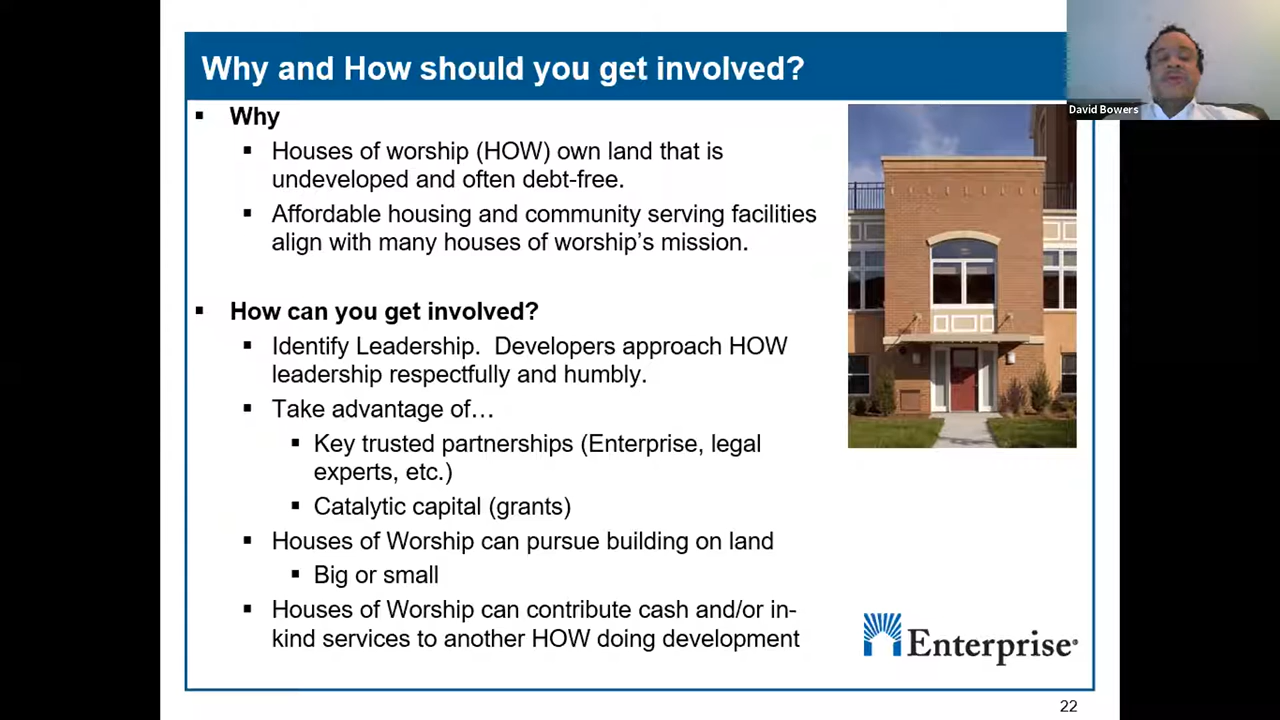 Why and How should you get involved?
David Bowers
▪ Why
▪ Houses of worship (HOW) own land that is
undeveloped and often debt-free.
▪ Affordable housing and community serving facilities
align with many houses of worship's mission.
▪ How can you get involved?
▪ Identify Leadership.  Developers approach HOW
leadership respectfully and humbly.
▪ Take advantage of…
▪ Key trusted partnerships (Enterprise, legal
experts, etc.)
▪ Catalytic capital (grants)
▪ Houses of Worship can pursue building on land
▪ Big or small
▪ Houses of Worship can contribute cash and/or in-
kind services to another HOW doing development
Enterprise®
22